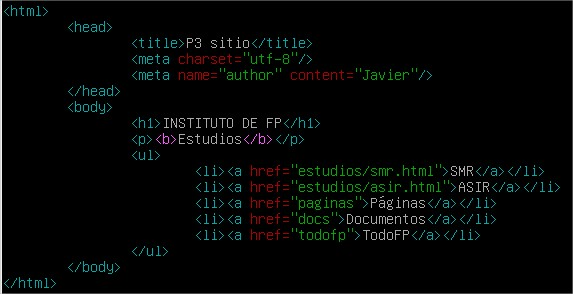 <html>
<head>
<title>P3 sitio</title>
<meta charset="utf-8"/>
<meta name="author" content="Javier"/>
</head>
<body>
<h1>INSTITUTO DE FP</h1>
<p><b>Estudios</b></p>
<ul>
<li><a href="estudios/smr.html">SMR</a></li>
<li><a href="estudios/asir.html">ASIR</a></li>
<li><a href="paginas">Páginas</a></li>
<li><a href="docs">Documentos</a></li>
<li><a href="todofp">TodoFP</a></li>
</ul>
</body>
</html>